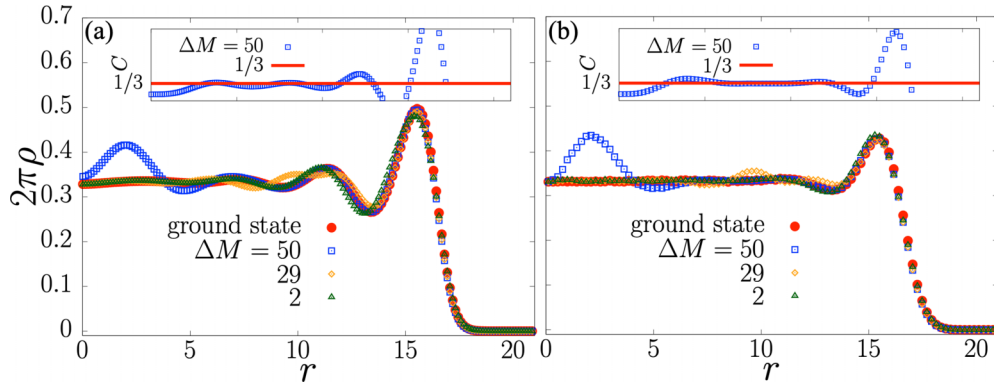 (a)
ΔM = 50
1/3
C
1/3
2πρ
0.7
0.6
0.5
0.4
0.3
0.2
0.1
0
ground state
ΔM = 50
29
2
0 5 10 15 20
r
(b)
ΔM = 50
1/3
C
1/3
ground state
ΔM = 50
29
2
0 5 10 15 20
r